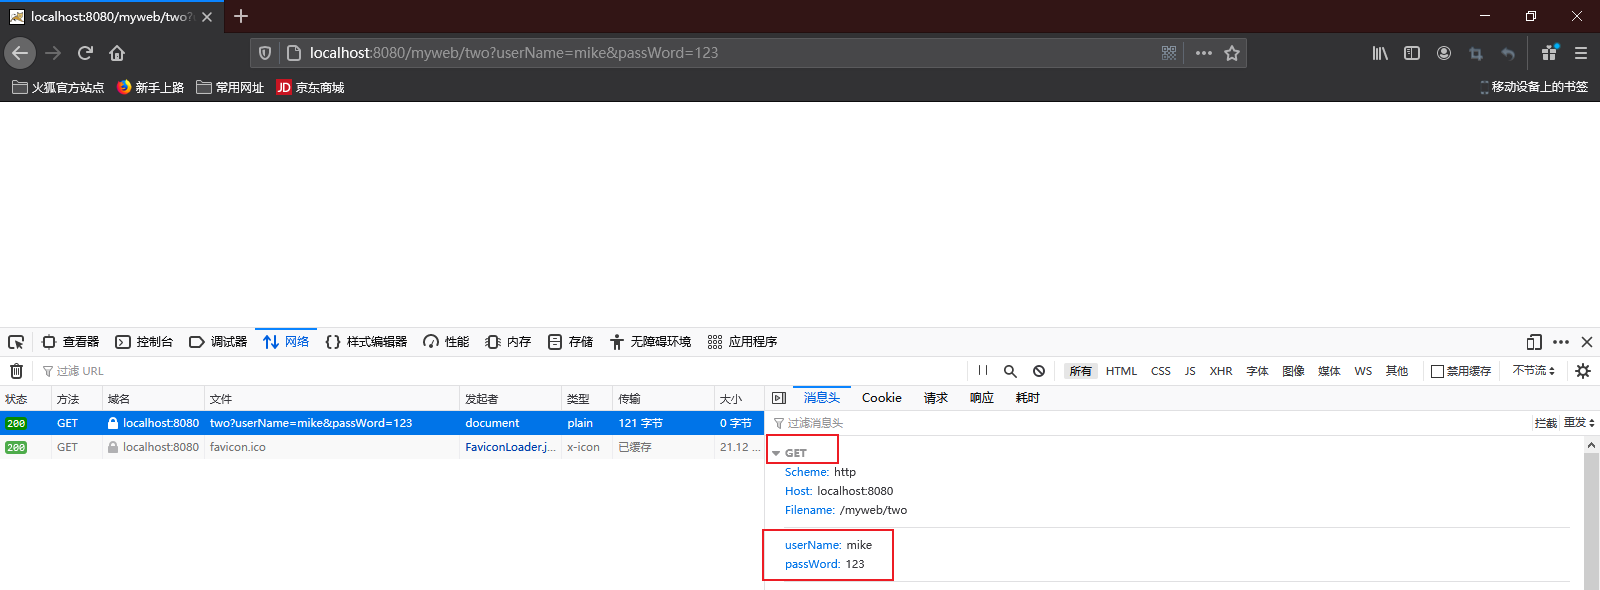 localhost:8080/myweb/two?u
localhost:8080/myweb/two?userName=mike&passWord=123
火狐官方站点 新手上路 常用网址 JD 京东商城 移动设备上的书签
查看器 控制台 调试器 网络 样式编辑器 性能 内存 存储 无障碍环境 应用程序
过滤 URL 所有 HTML CSS JS XHR 字体 图像 媒体 WS 其他 禁用缓存 不节流
状态 方法 域名 文件 发起者 类型 传输 大小 消息头 Cookie 请求 响应 耗时
200 GET localhost:8080 two?userName=mike&passWord=123 document plain 121 字节 0 字节 过滤消息头 拦截 重发
200 GET localhost:8080 favicon.ico FaviconLoader.j... x-icon 已缓存 21.12 ... GET
Scheme: http
Host: localhost:8080
Filename: /myweb/two
userName: mike
passWord: 123